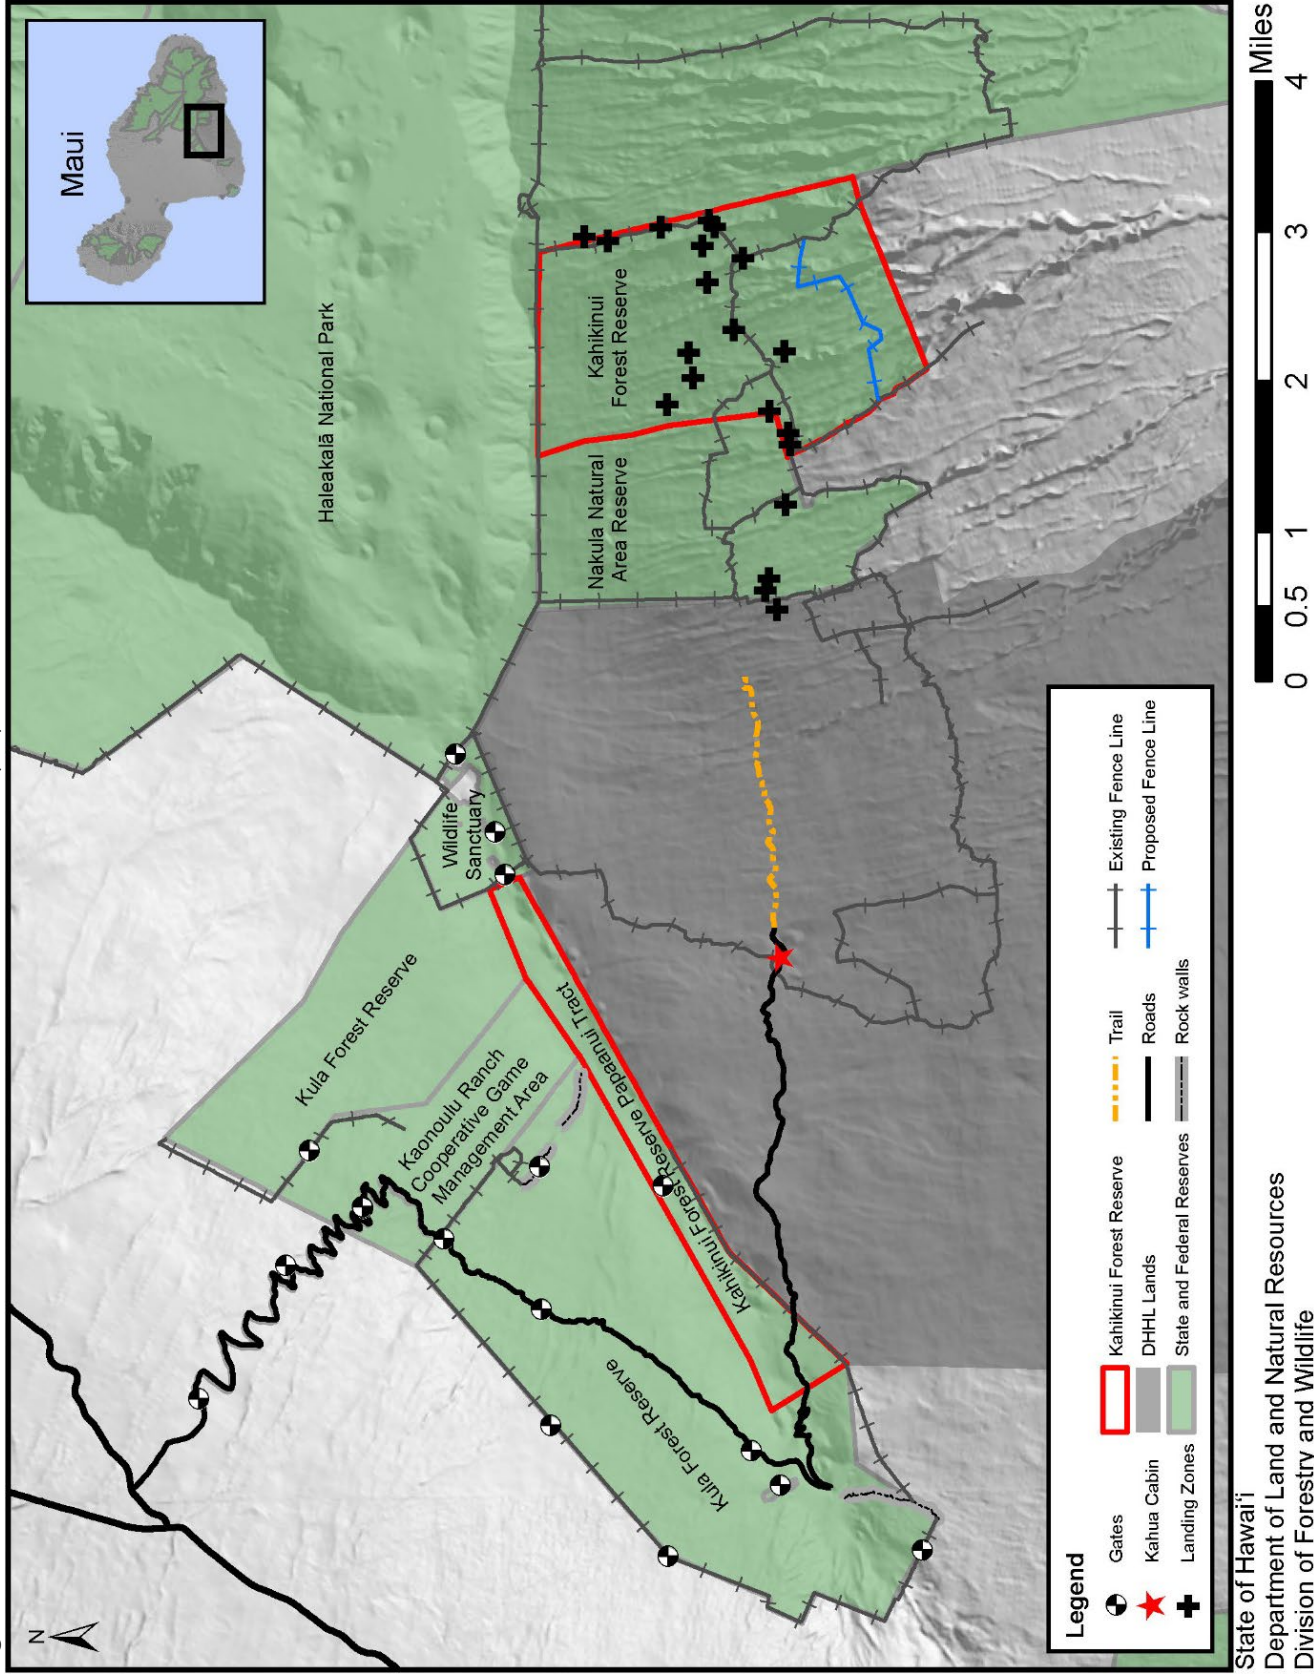 N
Maui
Haleakalā National Park
Kula Forest Reserve
Wildlife
Sanctuary
Kaonoulu Ranch
Cooperative Game
Management Area
Nakula Natural
Area Reserve
Kahikinui
Forest Reserve
Kahikinui Forest Reserve Papaanui Tract
Kula Forest Reserve
Legend
Gates
Kahua Cabin
Landing Zones
Kahikinui Forest Reserve
DHHL Lands
State and Federal Reserves
Trail
Roads
Rock walls
Existing Fence Line
Proposed Fence Line
0 0.5 1 2 3 4
Miles
State of Hawaiʻi
Department of Land and Natural Resources
Division of Forestry and Wildlife